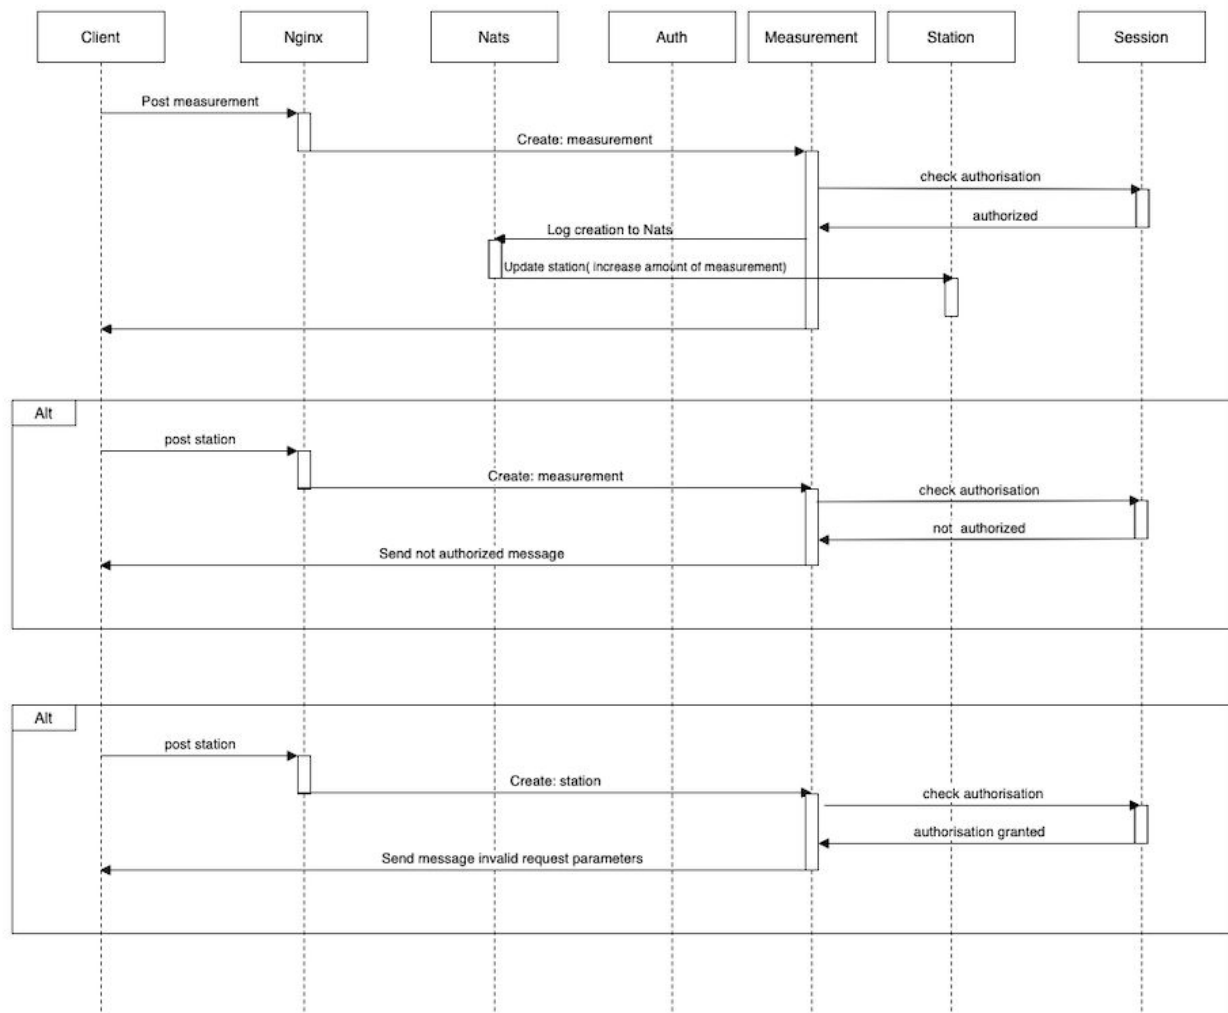 Client
Nginx
Nats
Auth
Measurement
Station
Session
Post measurement
Create: measurement
check authorisation
authorized
Log creation to Nats
Update station( increase amount of measurement)
Alt
post station
Create: measurement
check authorisation
not authorized
Send not authorized message
Alt
post station
Create: station
check authorisation
authorisation granted
Send message invalid request parameters